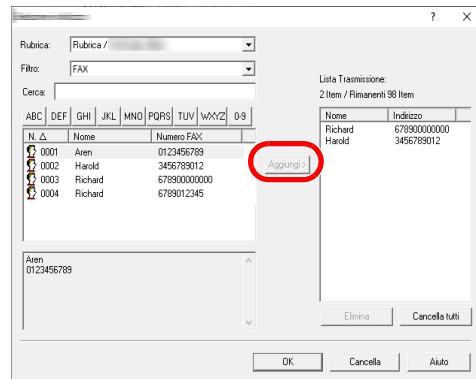 ? X
Rubrica: Rubrica /
Filtro: FAX
Cerca:
ABC DEF GHI JKL MNO PQRS TUV WXYZ 0-9
N. △ Nome Numero FAX
0001 Aren 0123456789
0002 Harold 3456789012
0003 Richard 678900000000
0004 Richard 6789012345
Aren
0123456789
Aggiungi >
Lista Trasmissione:
2 Item / Rimanenti 98 Item
Nome Indirizzo
Richard 678900000000
Harold 3456789012
Elimina Cancella tutti
OK Cancella Aiuto